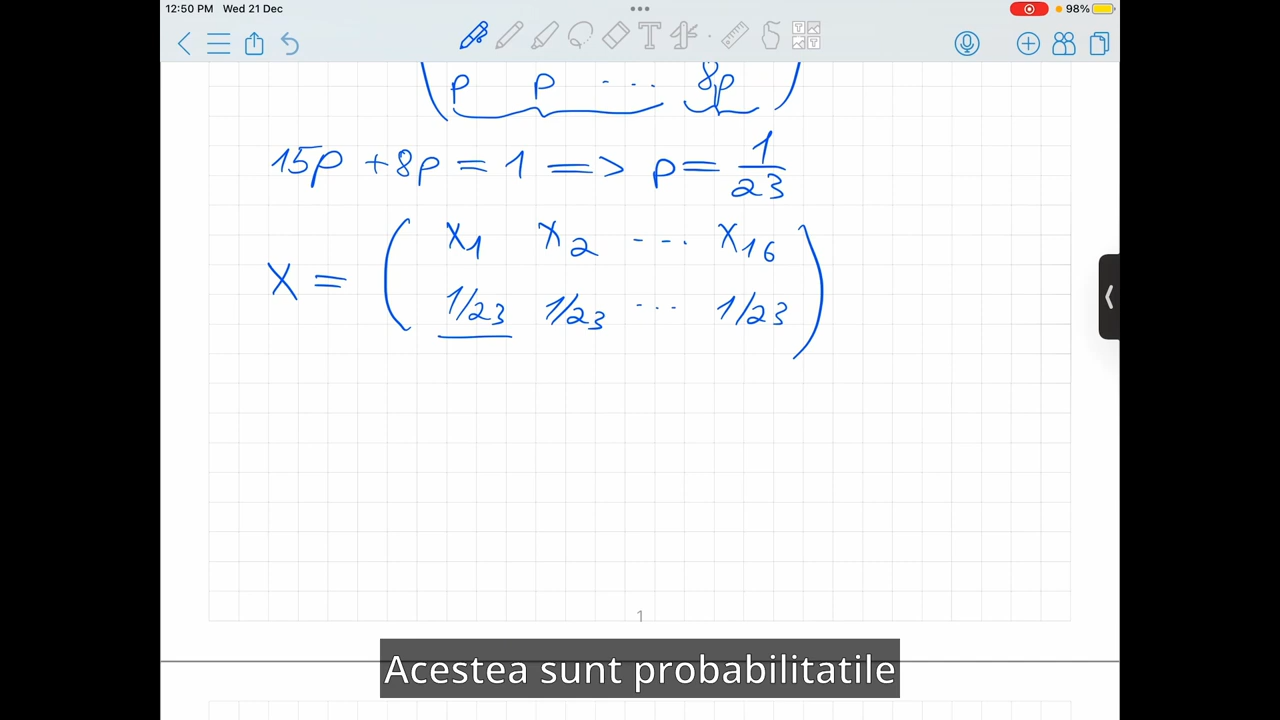 12:50 PM Wed 21 Dec
98%
p p ... 8p
15p + 8p = 1 => p = 1/23
x1 x2 ... x16
X =
1/23 1/23 ... 1/23
1
Acestea sunt probabilitatile